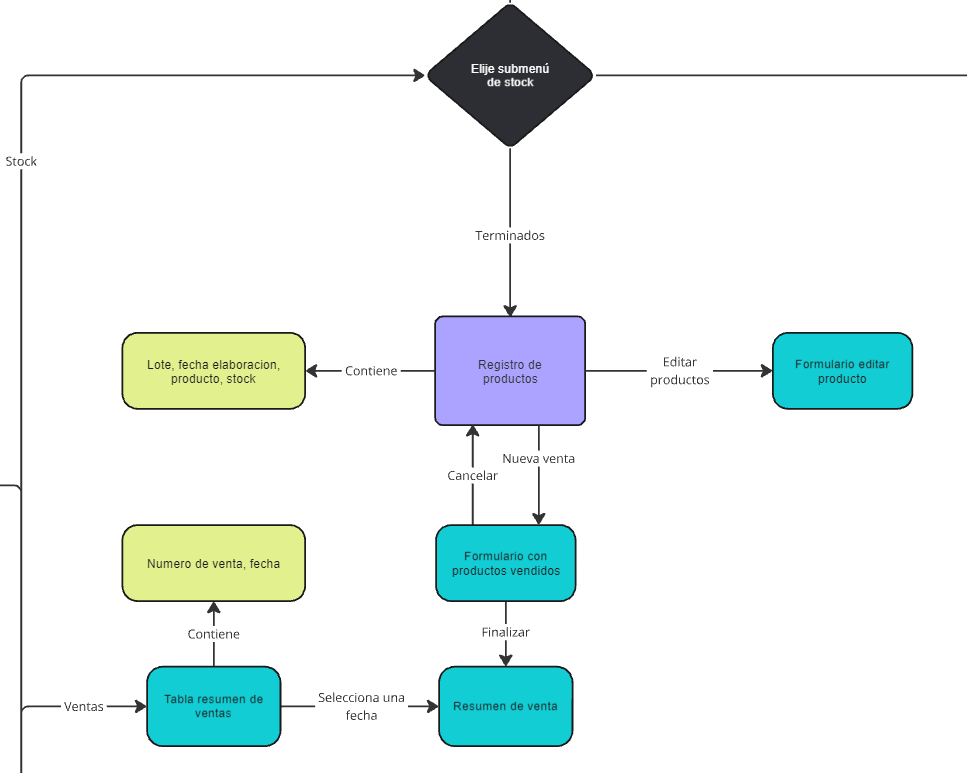 Elije submenú
de stock
Stock
Terminados
Lote, fecha elaboracion,
producto, stock
Contiene
Registro de
productos
Editar
productos
Formulario editar
producto
Nueva venta
Cancelar
Numero de venta, fecha
Formulario con
productos vendidos
Contiene
Finalizar
Ventas
Tabla resumen de
ventas
Selecciona una
fecha
Resumen de venta